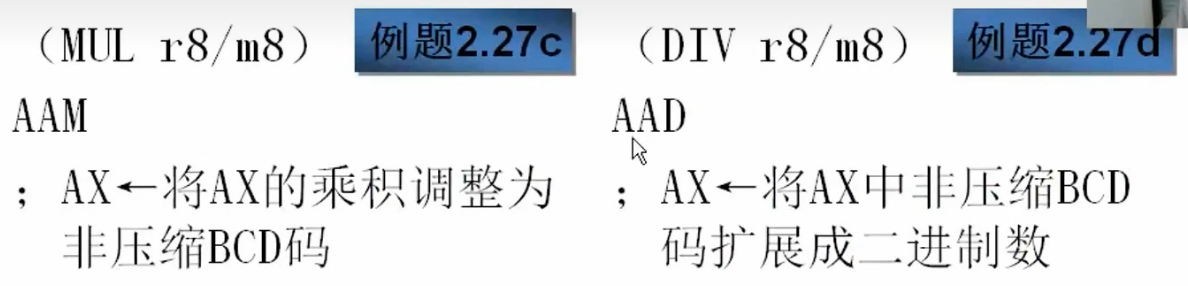 （MUL r8/m8） 例题2.27c
AAM
；AX←将AX的乘积调整为
非压缩BCD码
（DIV r8/m8） 例题2.27d
AAD
；AX←将AX中非压缩BCD
码扩展成二进制数